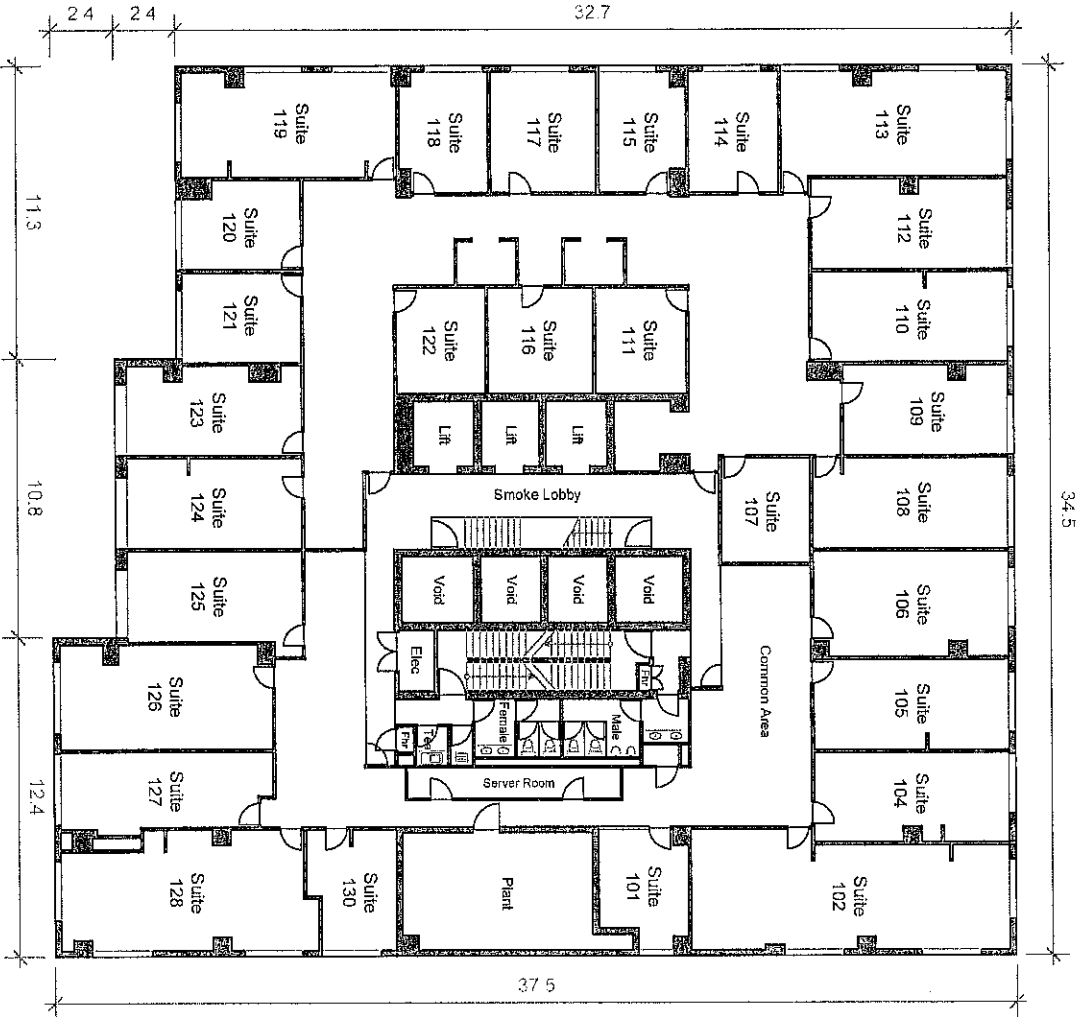 2.4
2.4
32.7
Suite
119
Suite
118
Suite
117
Suite
115
Suite
114
Suite
113
11.3
Suite
120
Suite
112
Suite
121
Suite
122
Suite
116
Suite
111
Suite
110
Suite
123
Lift
Lift
Lift
Suite
109
10.8
Suite
124
Smoke Lobby
Suite
107
Suite
108
34.5
Suite
125
Void
Void
Void
Void
Suite
106
Elec
Fhr
Common Area
Suite
126
Female
Male
Suite
105
Fhr
Tea
Suite
127
Server Room
Suite
104
12.4
Suite
128
Suite
130
Plant
Suite
101
Suite
102
37.5